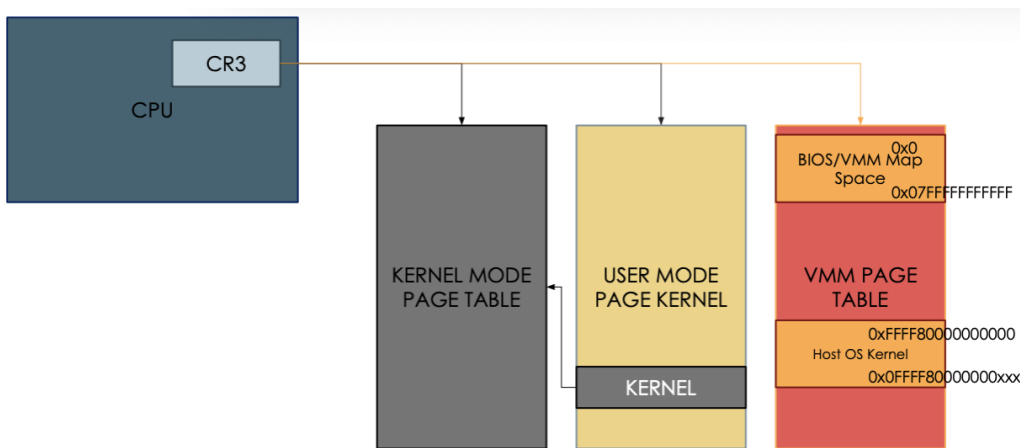 CR3
CPU
KERNEL MODE
PAGE TABLE
USER MODE
PAGE KERNEL
KERNEL
0x0
BIOS/VMM Map
Space
0x07FFFFFFFFFFF
VMM PAGE
TABLE
0xFFFF80000000000
Host OS Kernel
0x0FFFF80000000xxx